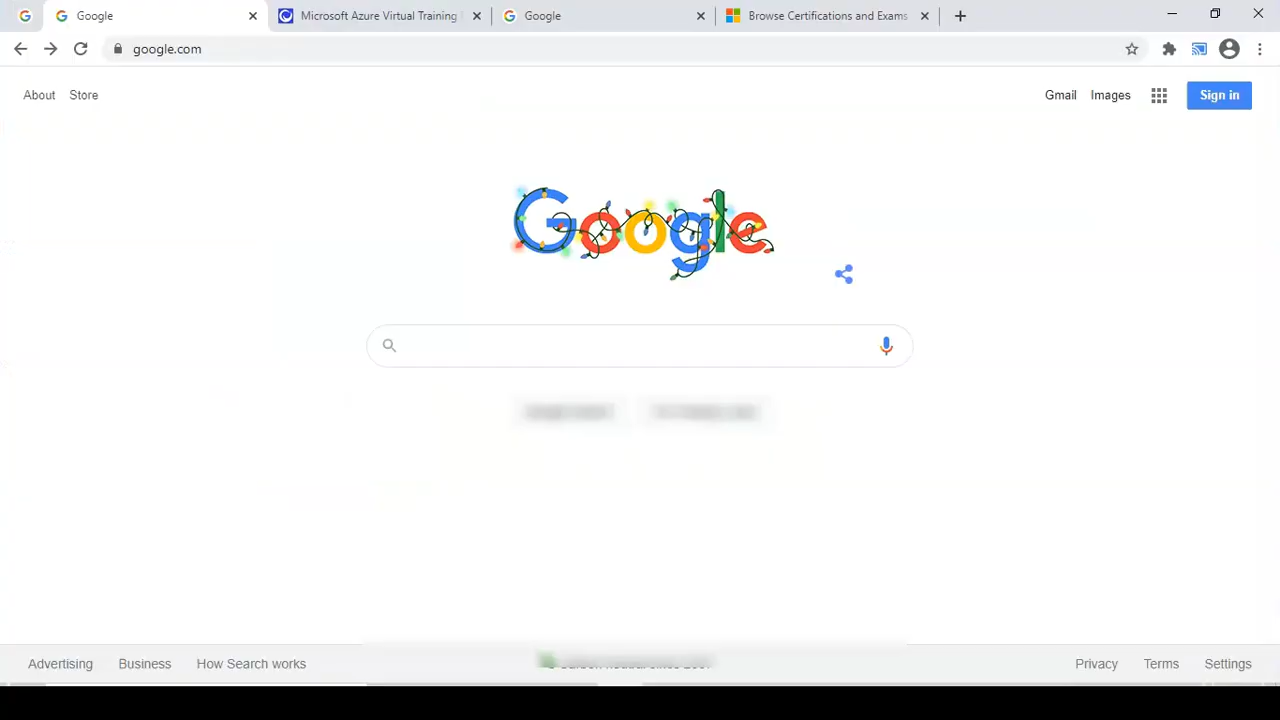 Google
Microsoft Azure Virtual Training
Google
Browse Certifications and Exams
google.com
About
Store
Gmail
Images
Sign in
Google
Advertising
Business
How Search works
Privacy
Terms
Settings